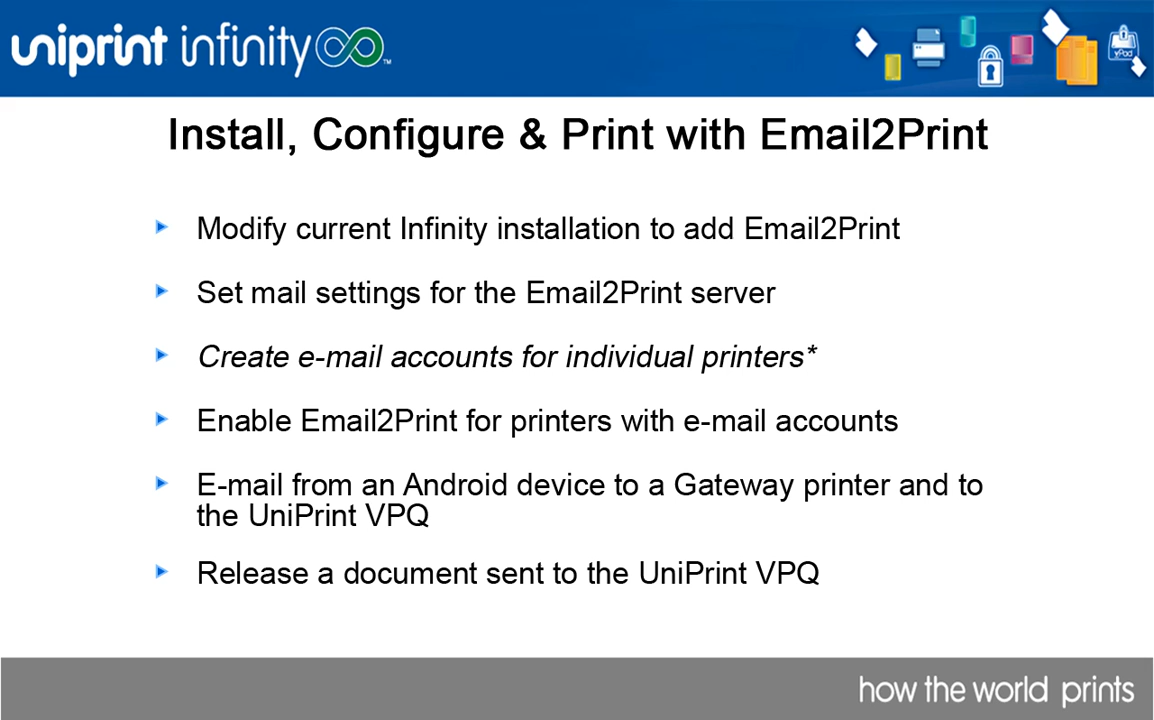 uniprint infinity ™
vPad
Install, Configure & Print with Email2Print
Modify current Infinity installation to add Email2Print
Set mail settings for the Email2Print server
Create e-mail accounts for individual printers*
Enable Email2Print for printers with e-mail accounts
E-mail from an Android device to a Gateway printer and to
the UniPrint VPQ
Release a document sent to the UniPrint VPQ
how the world prints